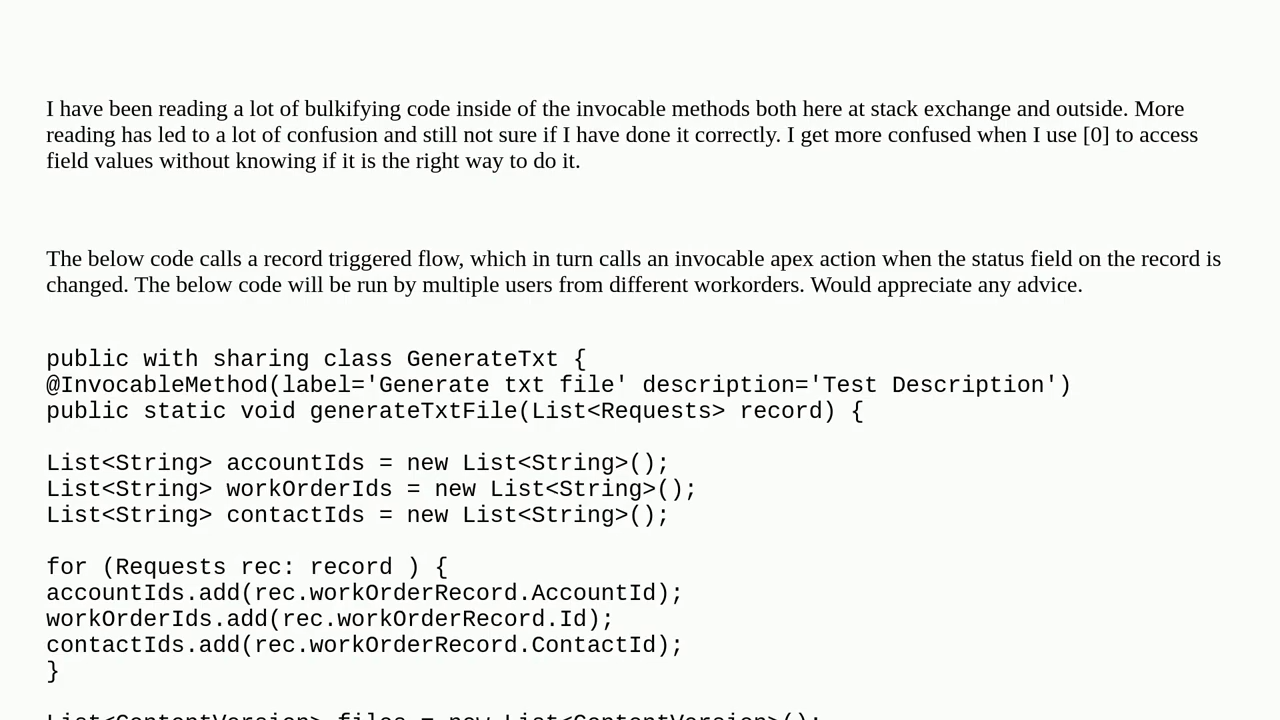 I have been reading a lot of bulkifying code inside of the invocable methods both here at stack exchange and outside. More
reading has led to a lot of confusion and still not sure if I have done it correctly. I get more confused when I use [0] to access
field values without knowing if it is the right way to do it.
The below code calls a record triggered flow, which in turn calls an invocable apex action when the status field on the record is
changed. The below code will be run by multiple users from different workorders. Would appreciate any advice.
public with sharing class GenerateTxt {
@InvocableMethod(label='Generate txt file' description='Test Description')
public static void generateTxtFile(List<Requests> record) {
List<String> accountIds = new List<String>();
List<String> workOrderIds = new List<String>();
List<String> contactIds = new List<String>();
for (Requests rec: record ) {
accountIds.add(rec.workOrderRecord.AccountId);
workOrderIds.add(rec.workOrderRecord.Id);
contactIds.add(rec.workOrderRecord.ContactId);
}
List<ContentVersion> files = new List<ContentVersion>();